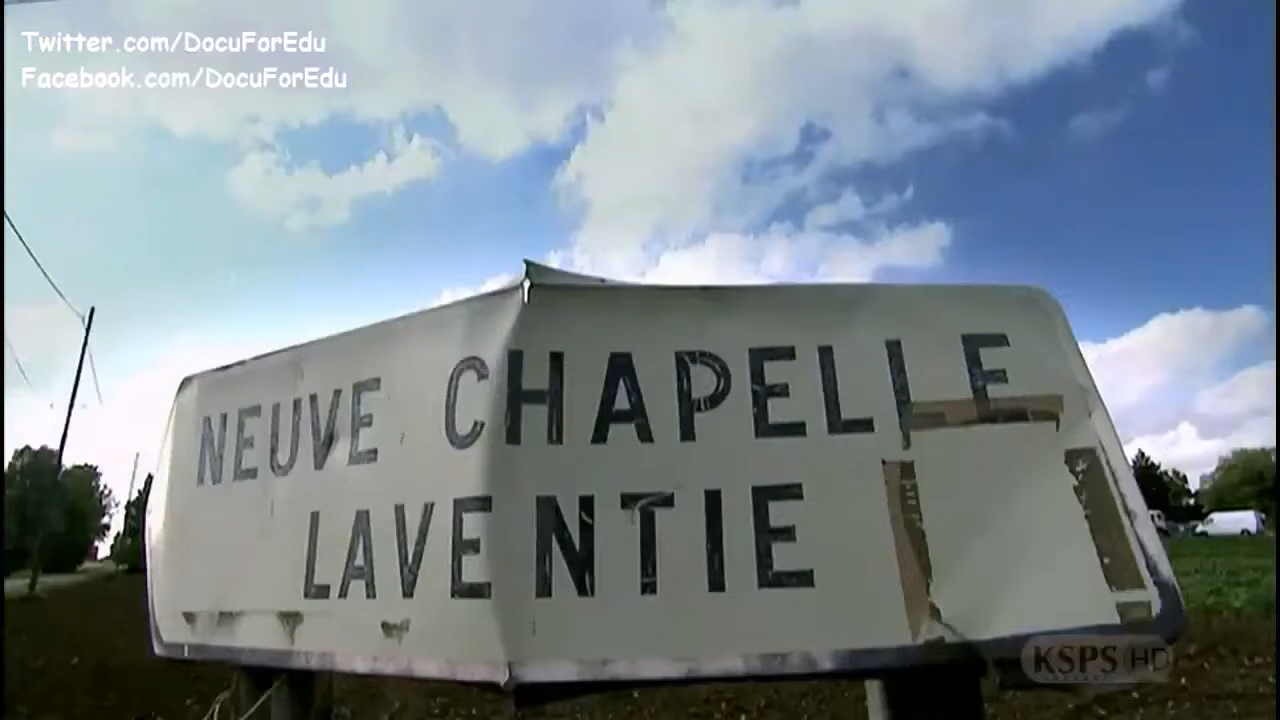 Twitter.com/DocuForEdu
Facebook.com/DocuForEdu
NEUVE CHAPELLE
LAVENTIE
KSPS HD